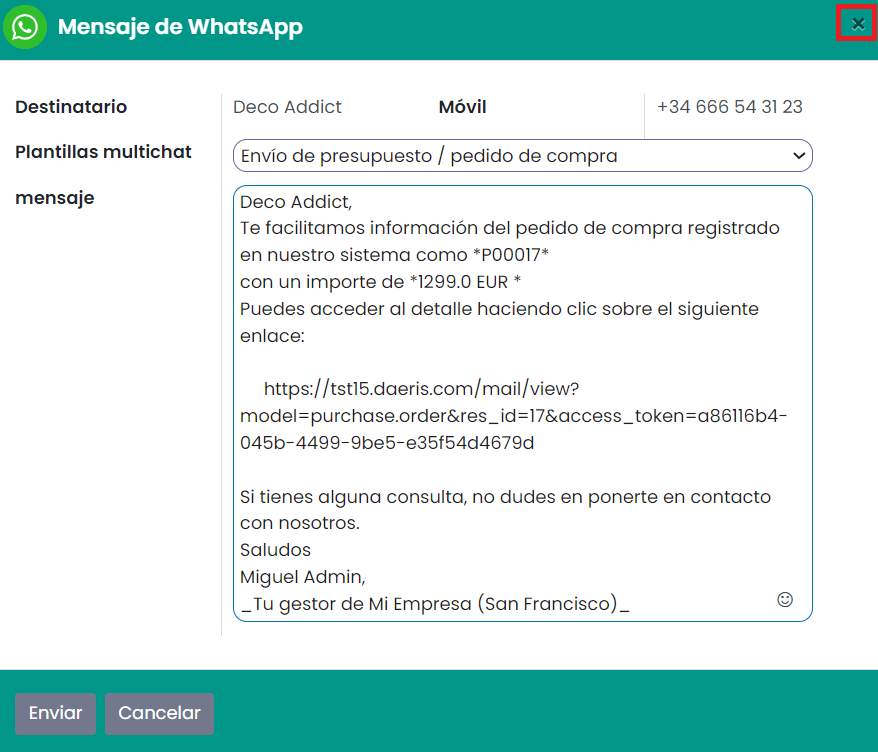 Mensaje de WhatsApp
Destinatario Deco Addict Móvil +34 666 54 31 23
Plantillas multichat Envío de presupuesto / pedido de compra
mensaje
Deco Addict,
Te facilitamos información del pedido de compra registrado
en nuestro sistema como *P00017*
con un importe de *1299.0 EUR *
Puedes acceder al detalle haciendo clic sobre el siguiente
enlace:
https://tst15.daeris.com/mail/view?
model=purchase.order&res_id=17&access_token=a86116b4-
045b-4499-9be5-e35f54d4679d
Si tienes alguna consulta, no dudes en ponerte en contacto
con nosotros.
Saludos
Miguel Admin,
_Tu gestor de Mi Empresa (San Francisco)_
Enviar Cancelar